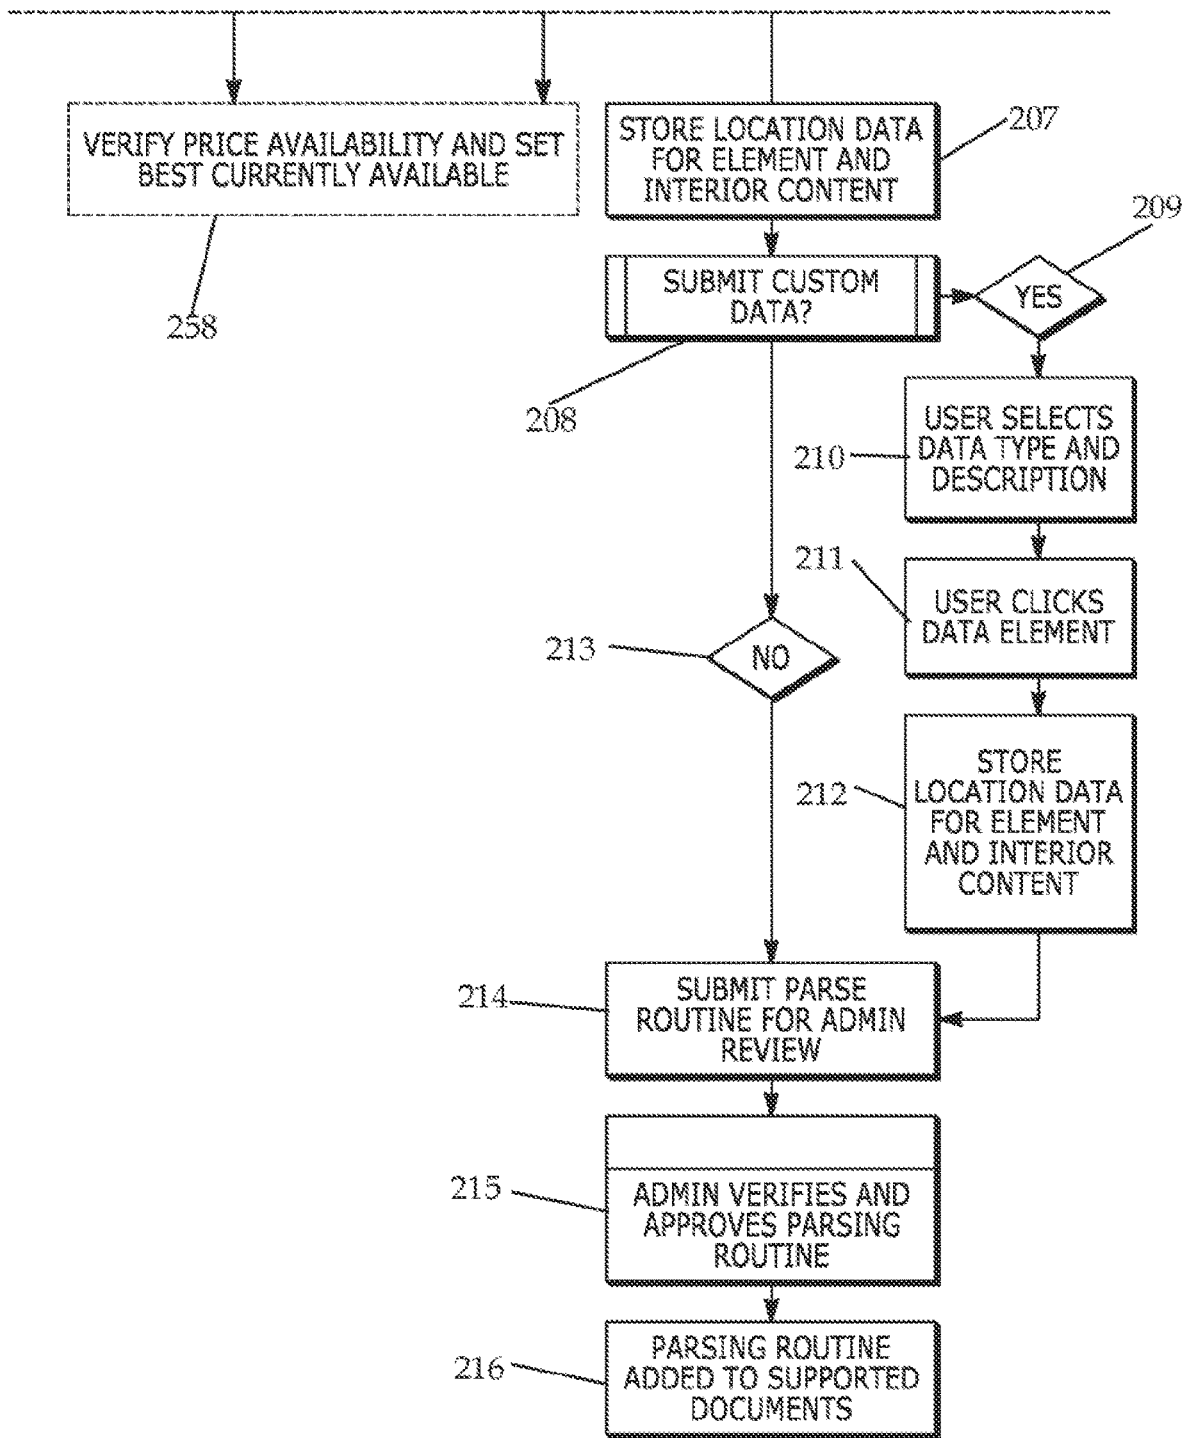 VERIFY PRICE AVAILABILITY AND SET
BEST CURRENTLY AVAILABLE
258
STORE LOCATION DATA
FOR ELEMENT AND
INTERIOR CONTENT
207
209
SUBMIT CUSTOM
DATA?
YES
208
USER SELECTS
DATA TYPE AND
DESCRIPTION
210
211
USER CLICKS
DATA ELEMENT
213
NO
STORE
LOCATION DATA
FOR ELEMENT
AND INTERIOR
CONTENT
212
214
SUBMIT PARSE
ROUTINE FOR ADMIN
REVIEW
215
ADMIN VERIFIES AND
APPROVES PARSING
ROUTINE
216
PARSING ROUTINE
ADDED TO SUPPORTED
DOCUMENTS